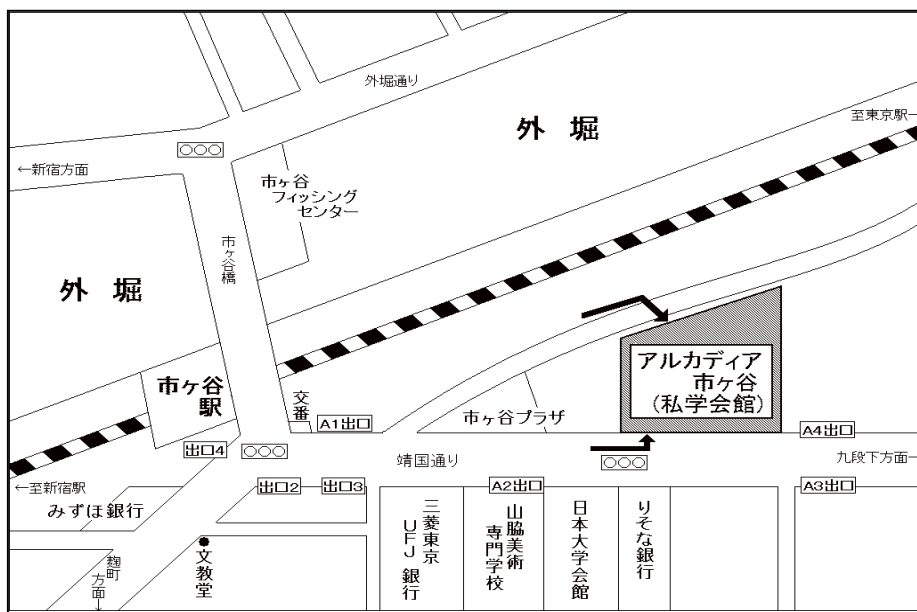 外堀通り
外 堀
至東京駅→
←新宿方面
市ヶ谷
フィッシング
センター
市ヶ谷橋
外 堀
アルカディア
市ヶ谷
(私学会館)
市ヶ谷
駅
交番
A1出口
市ヶ谷プラザ
A4出口
出口4
靖国通り
九段下方面→
←至新宿駅
みずほ銀行
出口2
出口3
A2出口
A3出口
麹町
方面→
文教堂
三菱東京
UFJ銀行
山脇美術
専門学校
日本大学会館
りそな銀行